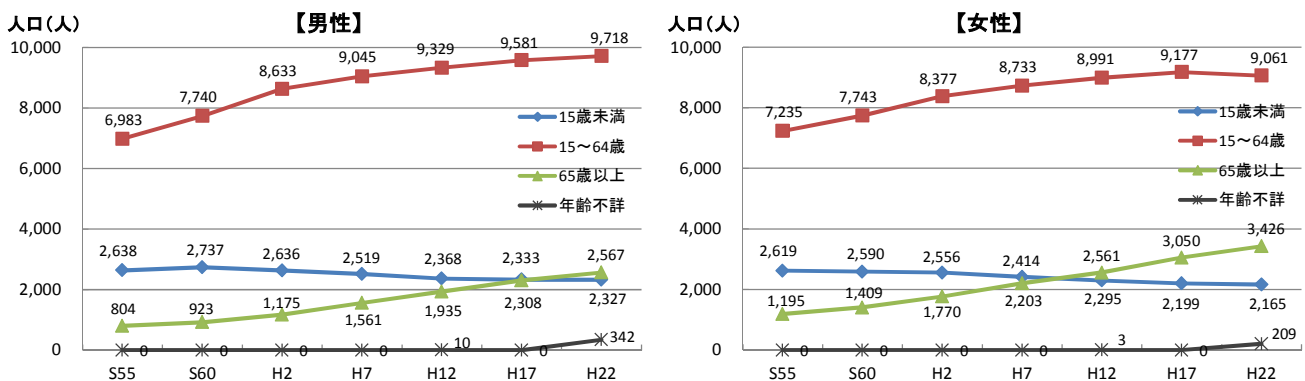 人口（人）
【男性】
10,000
8,000
6,000
4,000
2,000
0
6,983
7,740
8,633
9,045
9,329
9,581
9,718
15歳未満
15～64歳
65歳以上
年齢不詳
2,638
2,737
2,636
2,519
2,368
2,333
2,567
804
923
1,175
1,561
1,935
2,308
2,327
0
0
0
0
10
0
342
S55
S60
H2
H7
H12
H17
H22
人口（人）
【女性】
10,000
8,000
6,000
4,000
2,000
0
7,235
7,743
8,377
8,733
8,991
9,177
9,061
15歳未満
15～64歳
65歳以上
年齢不詳
2,619
2,590
2,556
2,414
2,561
3,050
3,426
1,195
1,409
1,770
2,203
2,295
2,199
2,165
0
0
0
0
3
0
209
S55
S60
H2
H7
H12
H17
H22